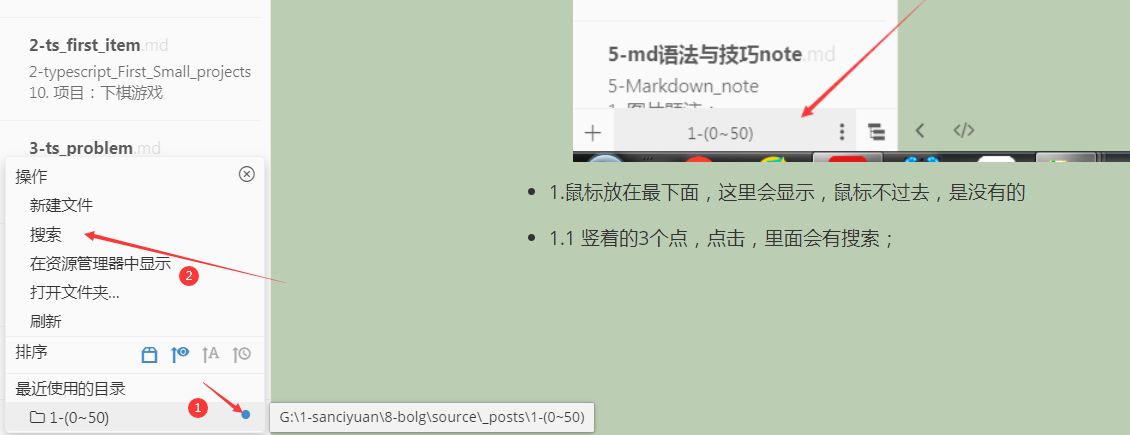 2-ts_first_item.md
2-typescript_First_Small_projects
10. 项目：下棋游戏
3-ts_problem.md
操作
新建文件
搜索
2
在资源管理器中显示
打开文件夹...
刷新
排序
最近使用的目录
1
1-(0~50)
G:\1-sanciyuan\8-bolg\source\_posts\1-(0~50)
5-md语法与技巧note.md
5-Markdown_note
1-(0~50)
1.鼠标放在最下面，这里会显示，鼠标不过去，是没有的
1.1 竖着的3个点，点击，里面会有搜索；